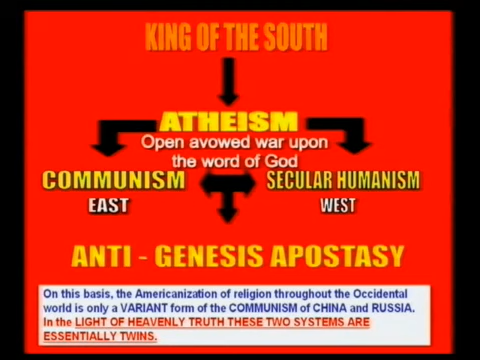 KING OF THE SOUTH
ATHEISM
Open avowed war upon
the word of God
COMMUNISM
SECULAR HUMANISM
EAST
WEST
ANTI - GENESIS APOSTASY
On this basis, the Americanization of religion throughout the Occidental
world is only a VARIANT form of the COMMUNISM of CHINA and RUSSIA.
In the LIGHT OF HEAVENLY TRUTH THESE TWO SYSTEMS ARE
ESSENTIALLY TWINS.